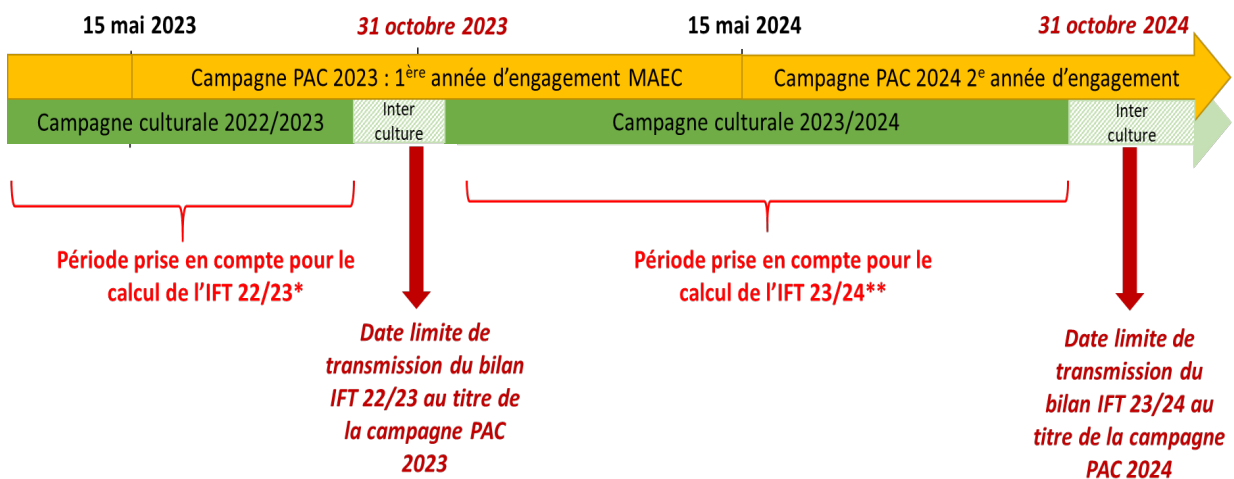 15 mai 2023
31 octobre 2023
15 mai 2024
31 octobre 2024
Campagne PAC 2023 : 1ère année d’engagement MAEC
Campagne PAC 2024 2e année d’engagement
Campagne culturale 2022/2023
Inter
culture
Campagne culturale 2023/2024
Inter
culture
Période prise en compte pour le
calcul de l’IFT 22/23*
Période prise en compte pour le
calcul de l’IFT 23/24**
Date limite de
transmission du bilan
IFT 22/23 au titre de
la campagne PAC
2023
Date limite de
transmission du
bilan IFT 23/24 au
titre de la campagne
PAC 2024